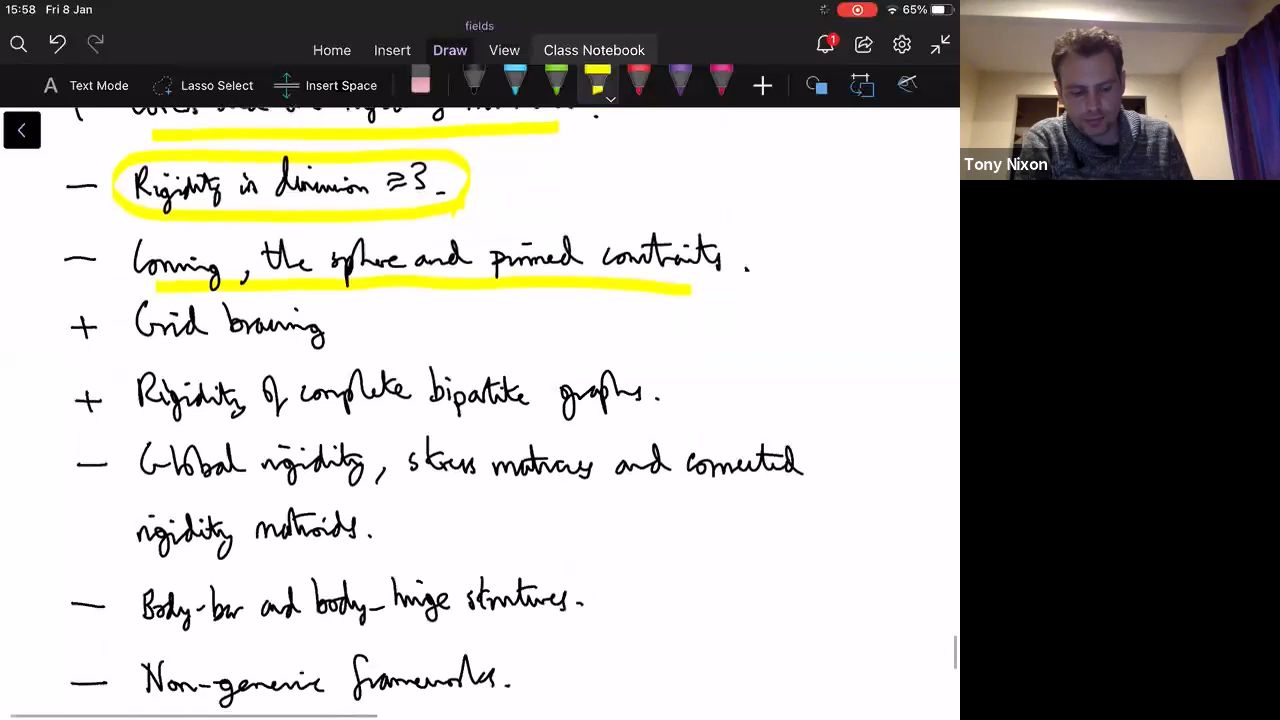 15:58 Fri 8 Jan
65%
fields
Home Insert Draw View Class Notebook
1
A Text Mode Lasso Select Insert Space
Tony Nixon
— Rigidity in dimension ≥3.
— Coning, the sphere and pinned constraints.
+ Grid bracing
+ Rigidity of complete bipartite graphs.
— Global rigidity, stress matrices and connected
rigidity matroids.
— Body-bar and body-hinge structures.
— Non-generic frameworks.